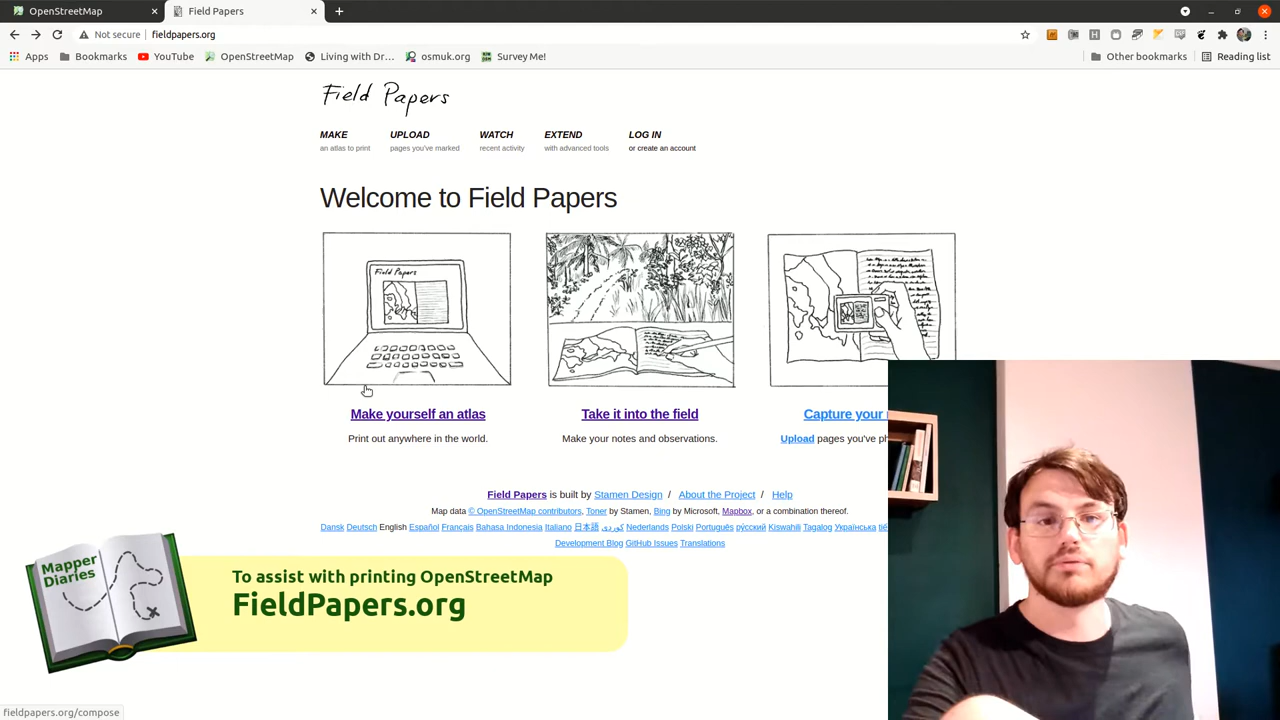 OpenStreetMap
Field Papers
Not secure fieldpapers.org
Apps Bookmarks YouTube OpenStreetMap Living with Dr… osmuk.org Survey Me! Other bookmarks Reading list
Field Papers
MAKE UPLOAD WATCH EXTEND LOG IN
an atlas to print pages you've marked recent activity with advanced tools or create an account
Welcome to Field Papers
Field Papers
Make yourself an atlas Take it into the field Capture your
Print out anywhere in the world. Make your notes and observations. Upload pages you've
Field Papers is built by Stamen Design / About the Project / Help
Map data © OpenStreetMap contributors, Toner by Stamen, Bing by Microsoft, Mapbox, or a combination thereof.
Dansk Deutsch English Español Français Bahasa Indonesia Italiano 日本語 كوردی Nederlands Polski Português рýсский Kiswahili Tagalog Українська
Development Blog GitHub Issues Translations
Mapper
Diaries
To assist with printing OpenStreetMap
FieldPapers.org
fieldpapers.org/compose